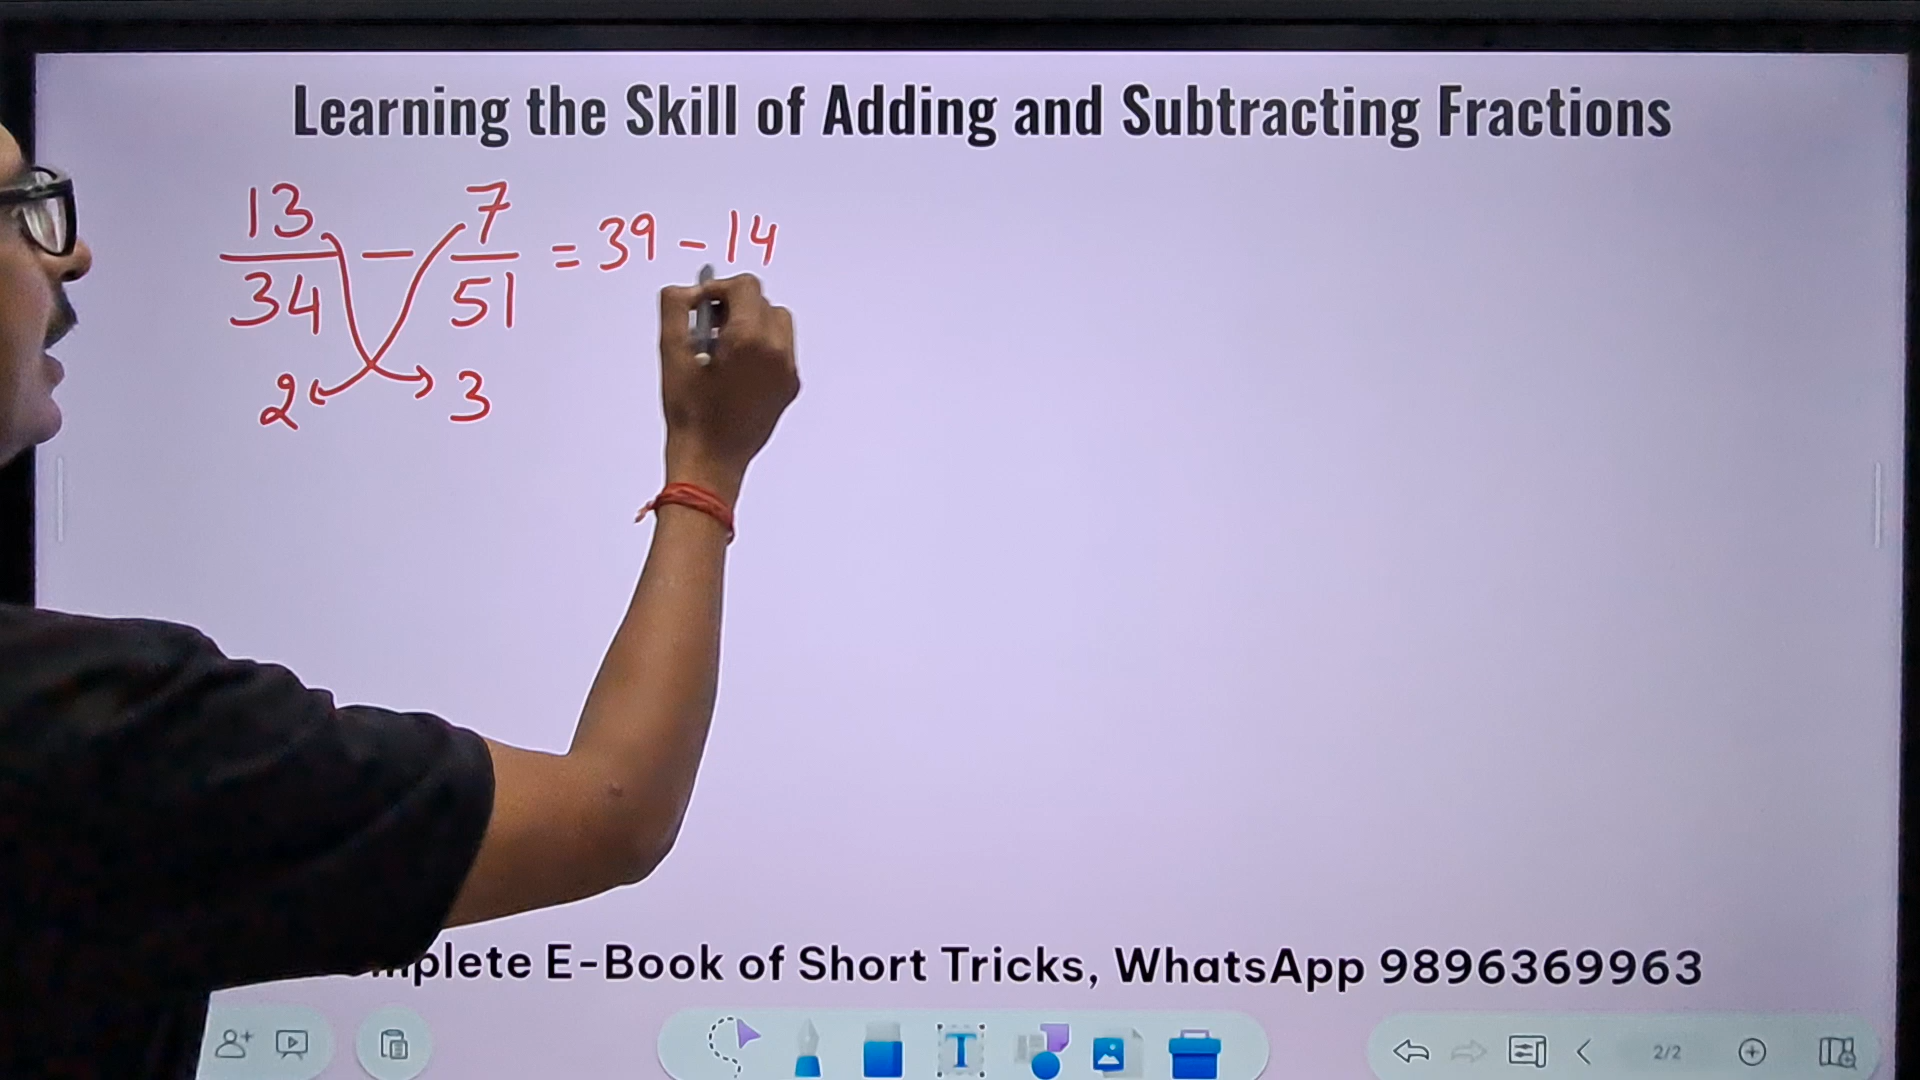 Learning the Skill of Adding and Subtracting Fractions
13/34 - 7/51 = 39 - 14
2 3
plete E-Book of Short Tricks, WhatsApp 9896369963
T 2/2